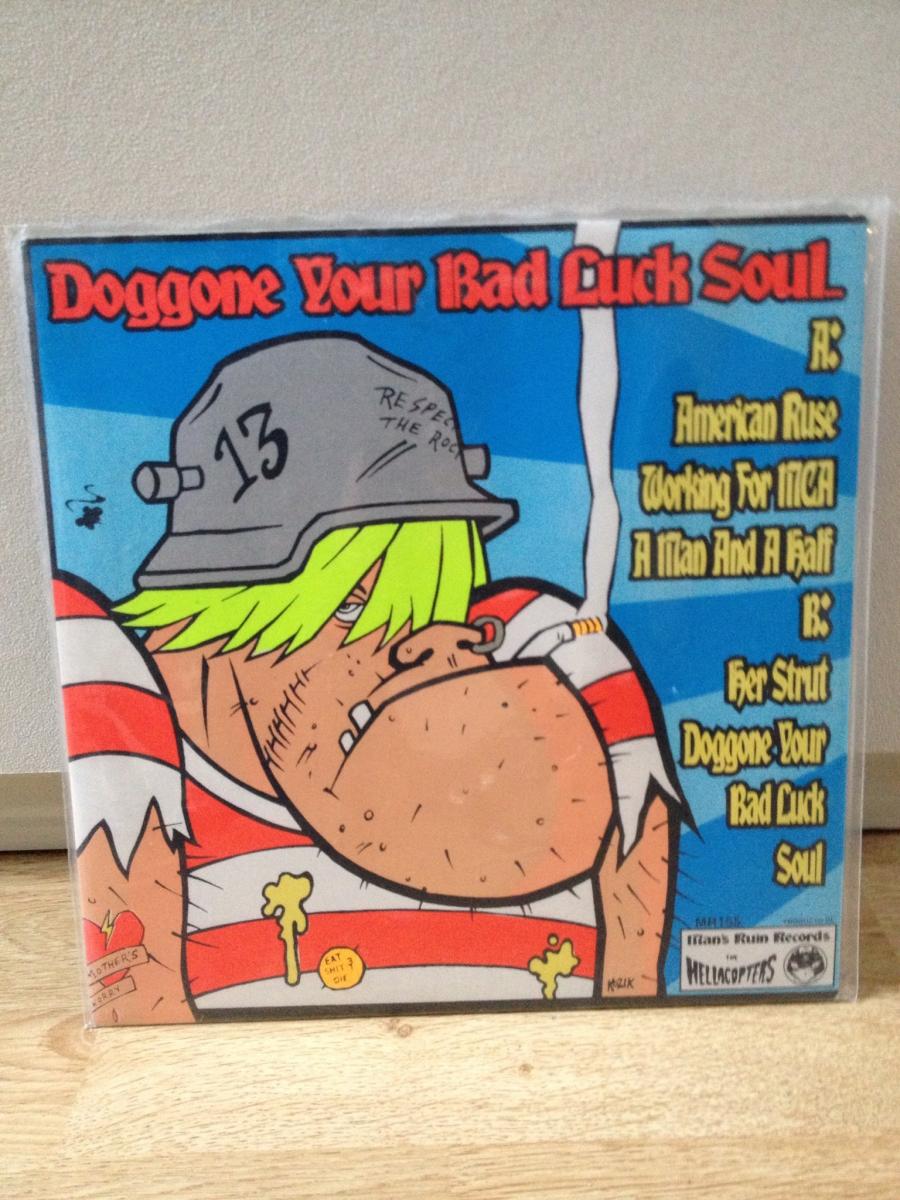 Doggone Your Bad Luck Soul
A:
American Ruse
Working For MCA
A Man And A Half
B:
Her Strut
Doggone Your
Bad Luck
Soul
13
RESPECT
THE ROCK
EAT
SHIT &
DIE
KOZIK
MR155
Man's Ruin Records
THE
HELLACOPTERS